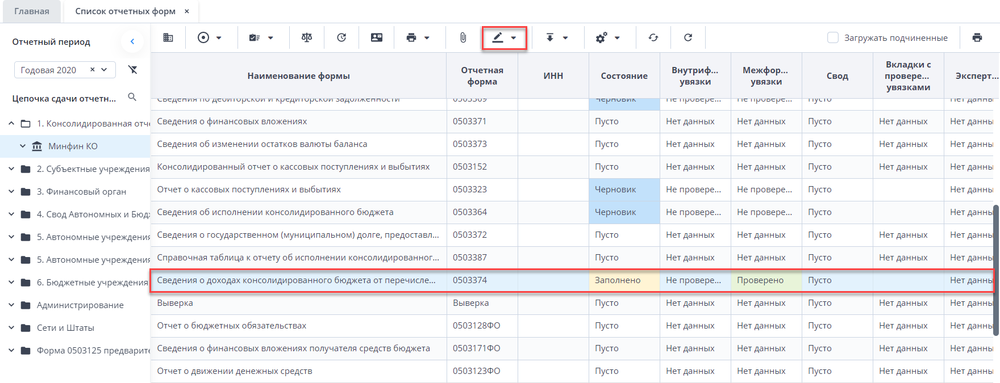 Главная
Список отчетных форм ×
Отчетный период
Загружать подчиненные
Годовая 2020 ×
Цепочка сдачи отчетн...
1. Консолидированная отче
Минфин КО
2. Субъектные учреждения
3. Финансовый орган
4. Свод Автономных и Бюд
5. Автономные учреждения
5. Автономные учреждения
6. Бюджетные учреждения
Администрирование
Сети и Штаты
Форма 0503125 предварите
Наименование формы Отчетная форма ИНН Состояние Внутриф... увязки Межфор... увязки Свод Вкладки с провере... увязками Эксперт...
Сведения по дебиторской и кредиторской задолженности 0503369 Черновик Не провере... Не провере... Пусто Нет данны
Сведения о финансовых вложениях 0503371 Пусто Нет данных Нет данных Пусто Нет данных Нет данны
Сведения об изменении остатков валюты баланса 0503373 Пусто Нет данных Нет данных Пусто Нет данных Нет данны
Консолидированный отчет о кассовых поступлениях и выбытиях 0503152 Пусто Нет данных Нет данных Пусто Нет данных Нет данны
Отчет о кассовых поступлениях и выбытиях 0503323 Черновик Не провере... Не провере... Пусто Нет данны
Сведения об исполнении консолидированного бюджета 0503364 Черновик Не провере... Не провере... Пусто Нет данны
Сведения о государственном (муниципальном) долге, предоставл... 0503372 Пусто Нет данных Нет данных Пусто Нет данных Нет данны
Справочная таблица к отчету об исполнении консолидированног... 0503387 Пусто Нет данных Нет данных Пусто Нет данных Нет данны
Сведения о доходах консолидированного бюджета от перечисле... 0503374 Заполнено Не провере... Проверено Пусто Нет данны
Выверка Выверка Пусто Нет данных Нет данных Пусто Нет данных Нет данны
Отчет о бюджетных обязательствах 0503128ФО Пусто Нет данных Нет данных Пусто Нет данных Нет данны
Сведения о финансовых вложениях получателя средств бюджета 0503171ФО Пусто Нет данных Нет данных Пусто Нет данных Нет данны
Отчет о движении денежных средств 0503123ФО Пусто Нет данных Нет данных Пусто Нет данных Нет данны